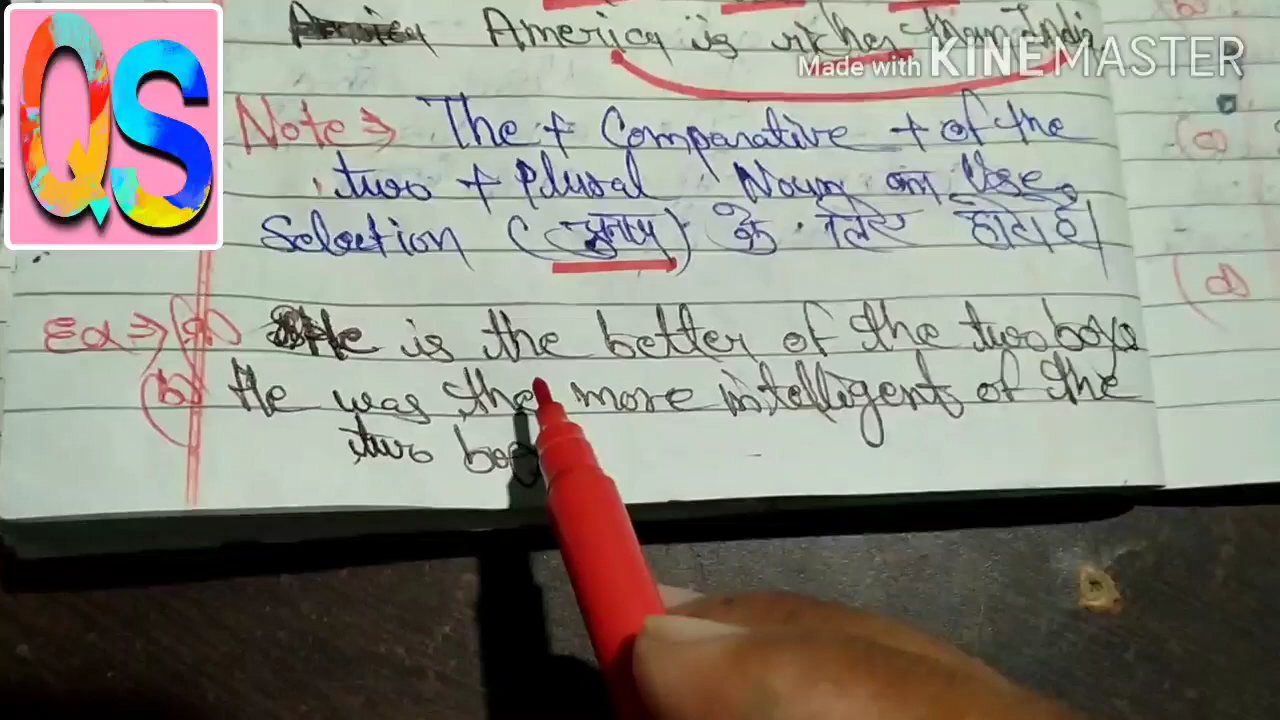 America is richer than India
Made with KINEMASTER
QS
Note ⇒ The + Comparative + of the
two + Plural Noun का Use
Selection (चुनाव) के लिए होता है।
Ex ⇒ (a) He is the better of the two boys
(b) He was the more intelligent of the
two boy
(a)
(d)